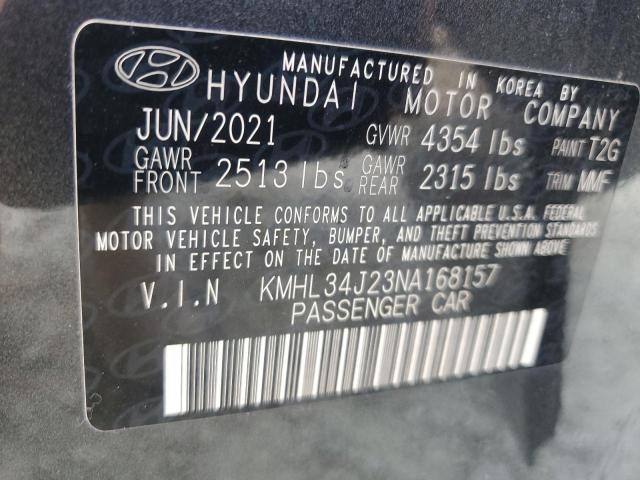 MANUFACTURED IN KOREA BY
HYUNDAI MOTOR COMPANY
JUN/2021 GVWR 4354 lbs PAINT T2G
GAWR FRONT 2513 lbs GAWR REAR 2315 lbs TRIM MMF
THIS VEHICLE CONFORMS TO ALL APPLICABLE U.S.A. FEDERAL
MOTOR VEHICLE SAFETY, BUMPER, AND THEFT PREVENTION STANDARDS
IN EFFECT ON THE DATE OF MANUFACTURE SHOWN ABOVE.
V.I.N KMHL34J23NA168157
PASSENGER CAR